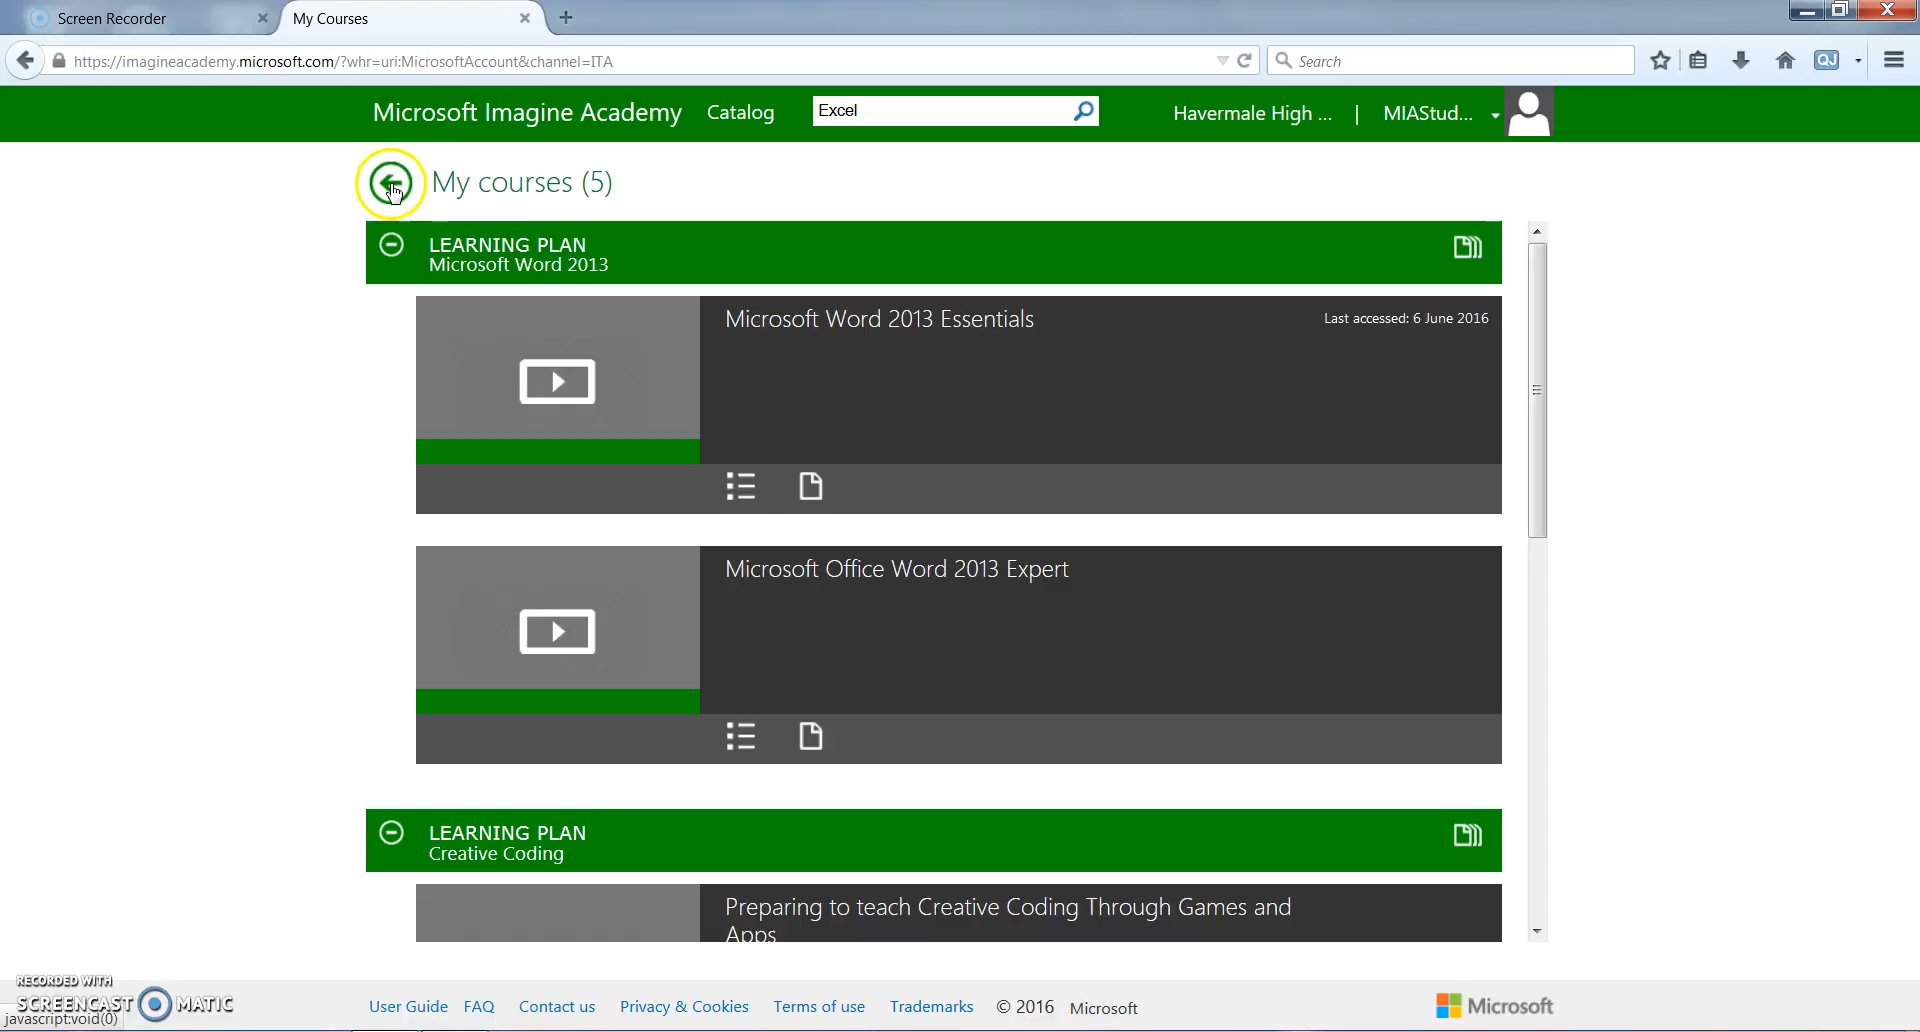 Screen Recorder
My Courses
https://imagineacademy.microsoft.com/?whr=uri:MicrosoftAccount&channel=ITA
Search
QJ
Microsoft Imagine Academy
Catalog
Excel
Havermale High ...
|
MIAStud...
My courses (5)
LEARNING PLAN
Microsoft Word 2013
Microsoft Word 2013 Essentials
Last accessed: 6 June 2016
Microsoft Office Word 2013 Expert
LEARNING PLAN
Creative Coding
Preparing to teach Creative Coding Through Games and
Apps
RECORDED WITH
SCREENCAST MATIC
javascript:void(0)
User Guide FAQ Contact us Privacy & Cookies Terms of use Trademarks © 2016 Microsoft
Microsoft